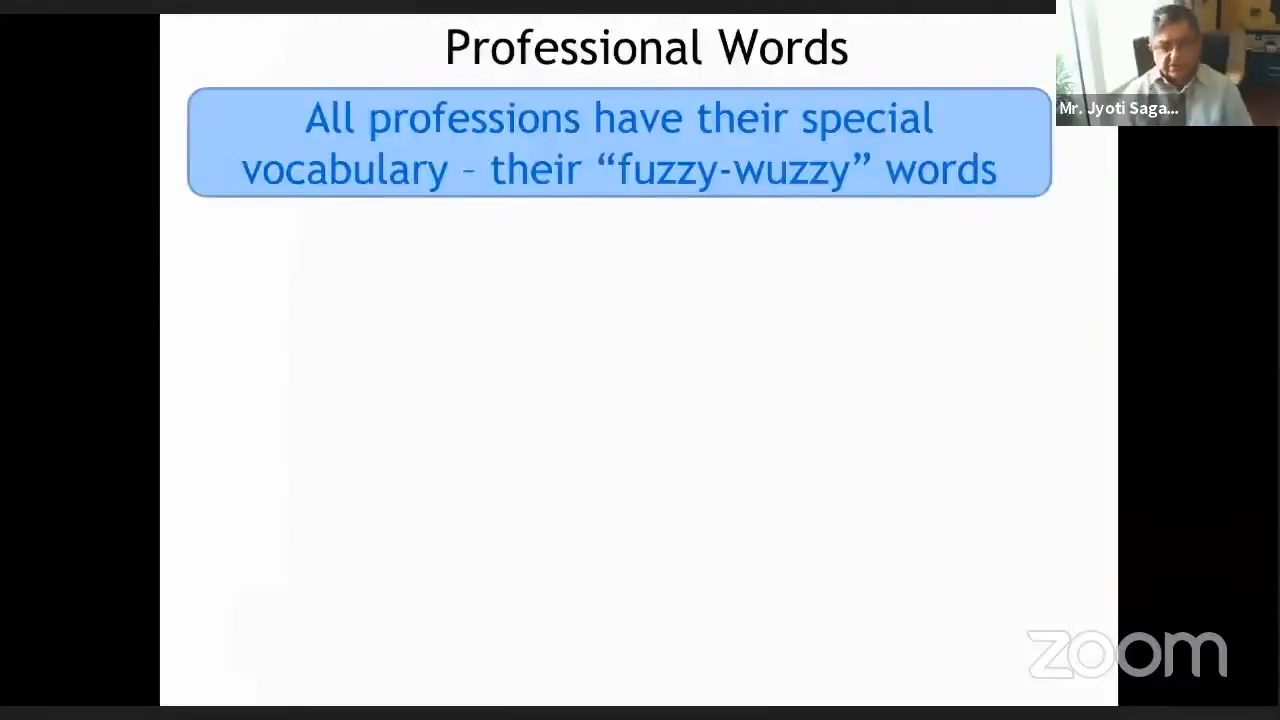 Professional Words
All professions have their special
vocabulary – their “fuzzy-wuzzy” words
Mr. Jyoti Saga...
zoom